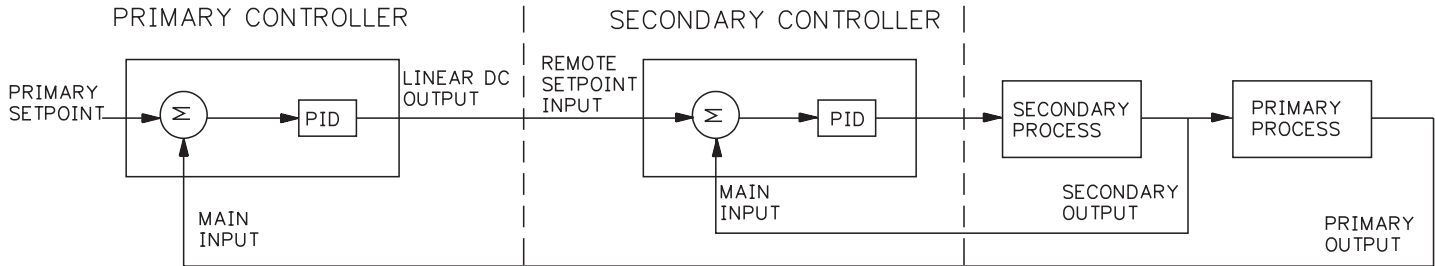 PRIMARY CONTROLLER
SECONDARY CONTROLLER
PRIMARY
SETPOINT
Σ
PID
LINEAR DC
OUTPUT
REMOTE
SETPOINT
INPUT
Σ
PID
SECONDARY
PROCESS
PRIMARY
PROCESS
MAIN
INPUT
MAIN
INPUT
SECONDARY
OUTPUT
PRIMARY
OUTPUT